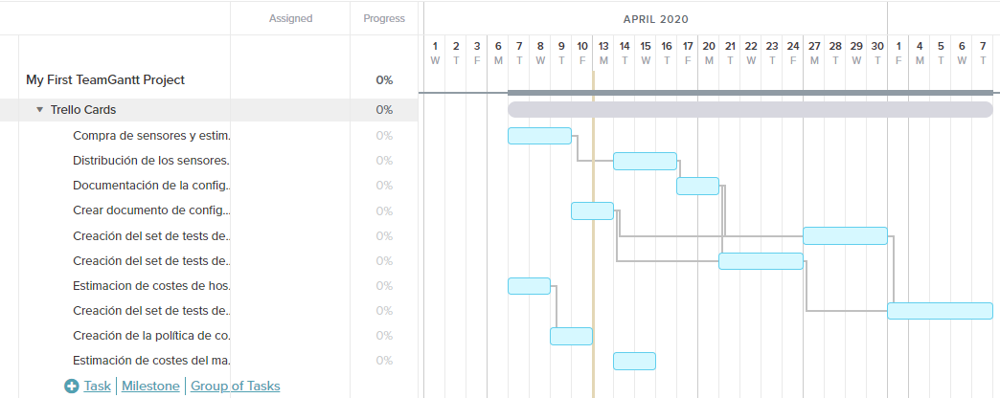 Assigned Progress APRIL 2020
1 2 3 6 7 8 9 10 13 14 15 16 17 20 21 22 23 24 27 28 29 30 1 4 5 6 7
W T F M T W T F M T W T F M T W T F M T W T F M T W T
My First TeamGantt Project 0%
Trello Cards 0%
Compra de sensores y estim. 0%
Distribución de los sensores. 0%
Documentación de la config... 0%
Crear documento de config... 0%
Creación del set de tests de.. 0%
Creación del set de tests de.. 0%
Estimacion de costes de hos. 0%
Creación del set de tests de.. 0%
Creación de la política de co. 0%
Estimación de costes del ma. 0%
Task | Milestone | Group of Tasks